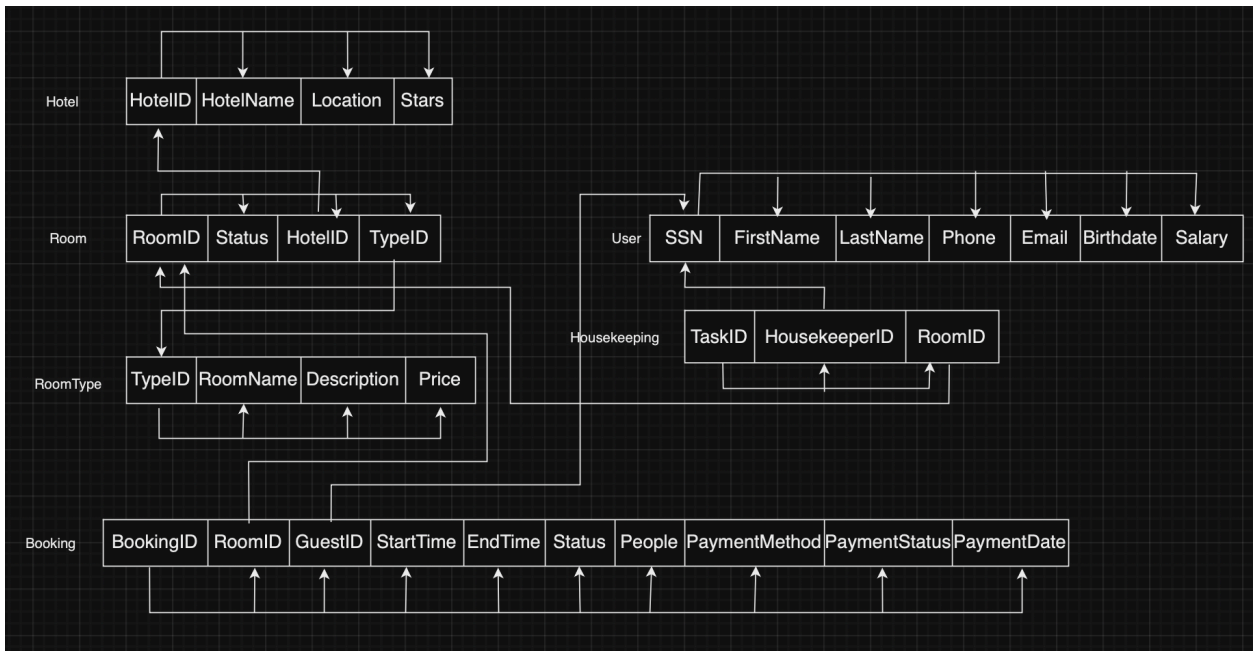 Hotel HotelID HotelName Location Stars
Room RoomID Status HotelID TypeID
User SSN FirstName LastName Phone Email Birthdate Salary
Housekeeping TaskID HousekeeperID RoomID
RoomType TypeID RoomName Description Price
Booking BookingID RoomID GuestID StartTime EndTime Status People PaymentMethod PaymentStatus PaymentDate